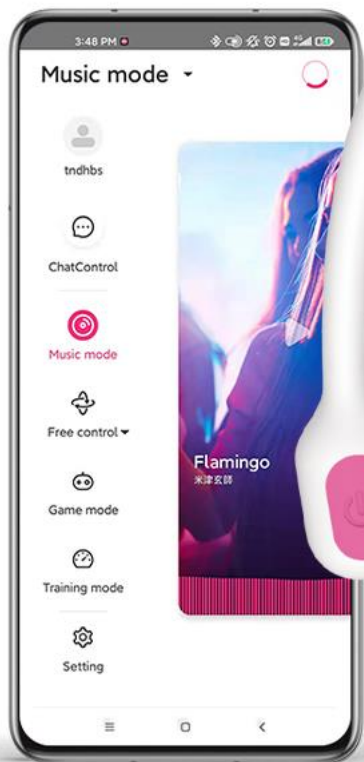 3:48 PM
Music mode
tndhbs
ChatControl
Music mode
Free control
Game mode
Training mode
Setting
Flamingo
米津玄師